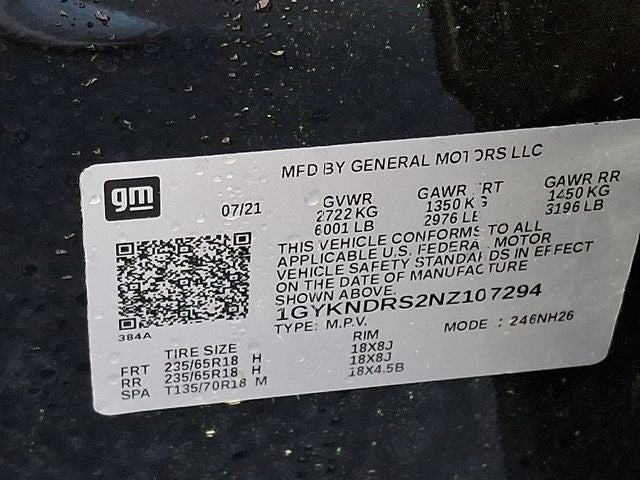 MFD BY GENERAL MOTORS LLC
gm
07/21
GVWR GAWR FRT GAWR RR
2722 KG 1350 KG 1450 KG
6001 LB 2976 LB 3196 LB
THIS VEHICLE CONFORMS TO ALL
APPLICABLE U.S. FEDERAL MOTOR
VEHICLE SAFETY STANDARDS IN EFFECT
ON THE DATE OF MANUFACTURE
SHOWN ABOVE.
1GYKNDRS2NZ107294
TYPE: M.P.V. MODE : 246NH26
384A
TIRE SIZE RIM
FRT 235/65R18 H 18X8J
RR 235/65R18 H 18X8J
SPA T135/70R18 M 18X4.5B